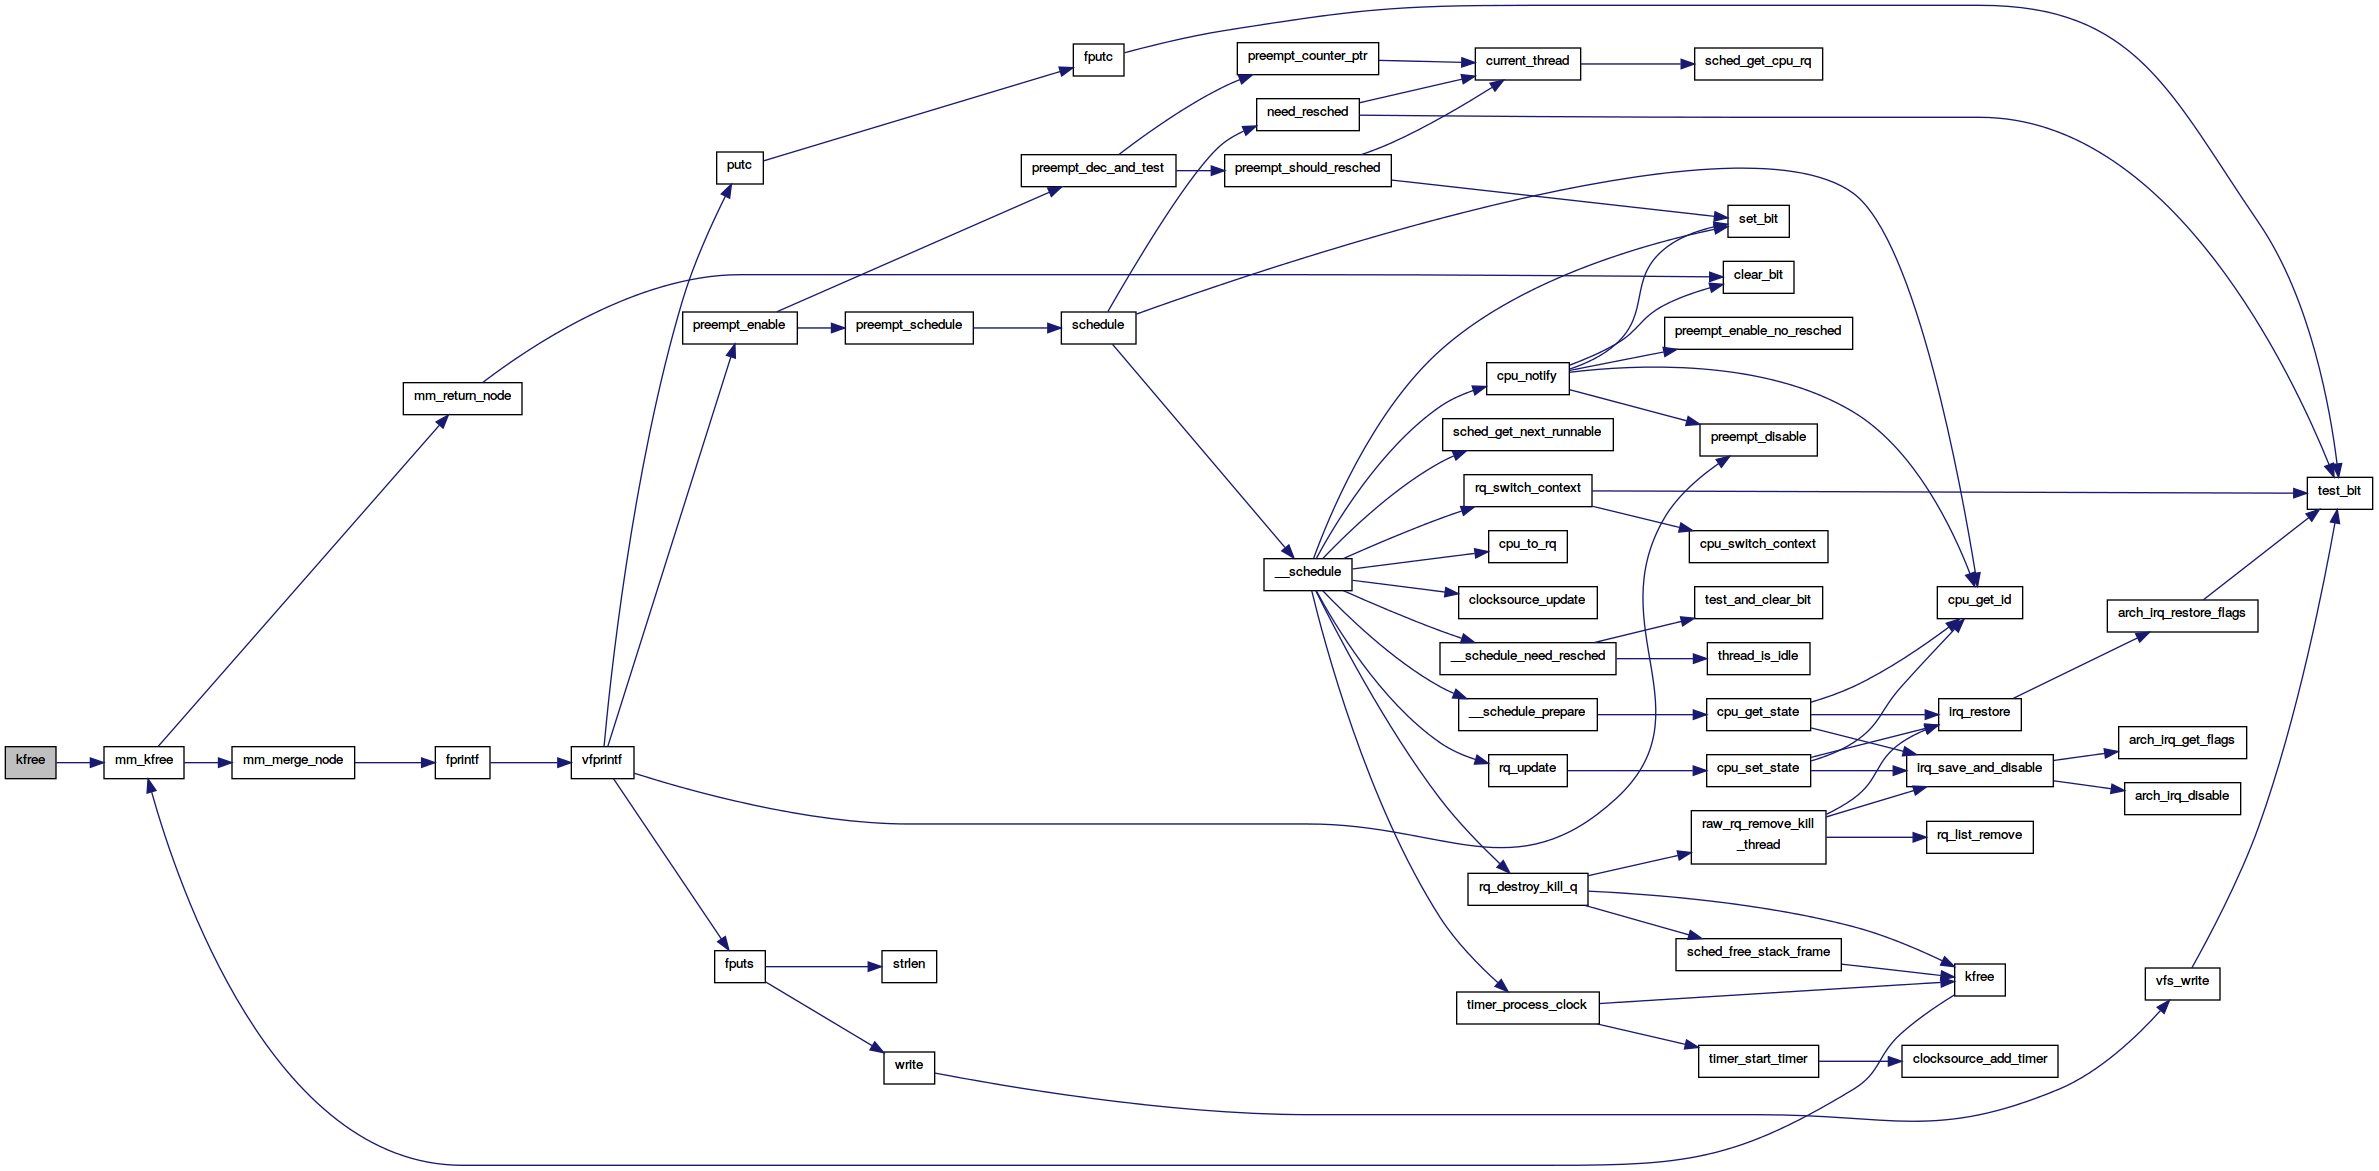 kfree
mm_kfree
mm_return_node
mm_merge_node
fprintf
vfprintf
putc
preempt_enable
fputs
preempt_schedule
strlen
write
fputc
preempt_dec_and_test
schedule
preempt_counter_ptr
need_resched
preempt_should_resched
__schedule
current_thread
cpu_notify
sched_get_next_runnable
rq_switch_context
cpu_to_rq
clocksource_update
__schedule_need_resched
__schedule_prepare
rq_update
rq_destroy_kill_q
timer_process_clock
sched_get_cpu_rq
set_bit
clear_bit
preempt_enable_no_resched
preempt_disable
cpu_switch_context
test_and_clear_bit
thread_is_idle
cpu_get_state
cpu_set_state
raw_rq_remove_kill
_thread
sched_free_stack_frame
timer_start_timer
cpu_get_id
irq_restore
irq_save_and_disable
rq_list_remove
kfree
clocksource_add_timer
arch_irq_restore_flags
arch_irq_get_flags
arch_irq_disable
vfs_write
test_bit